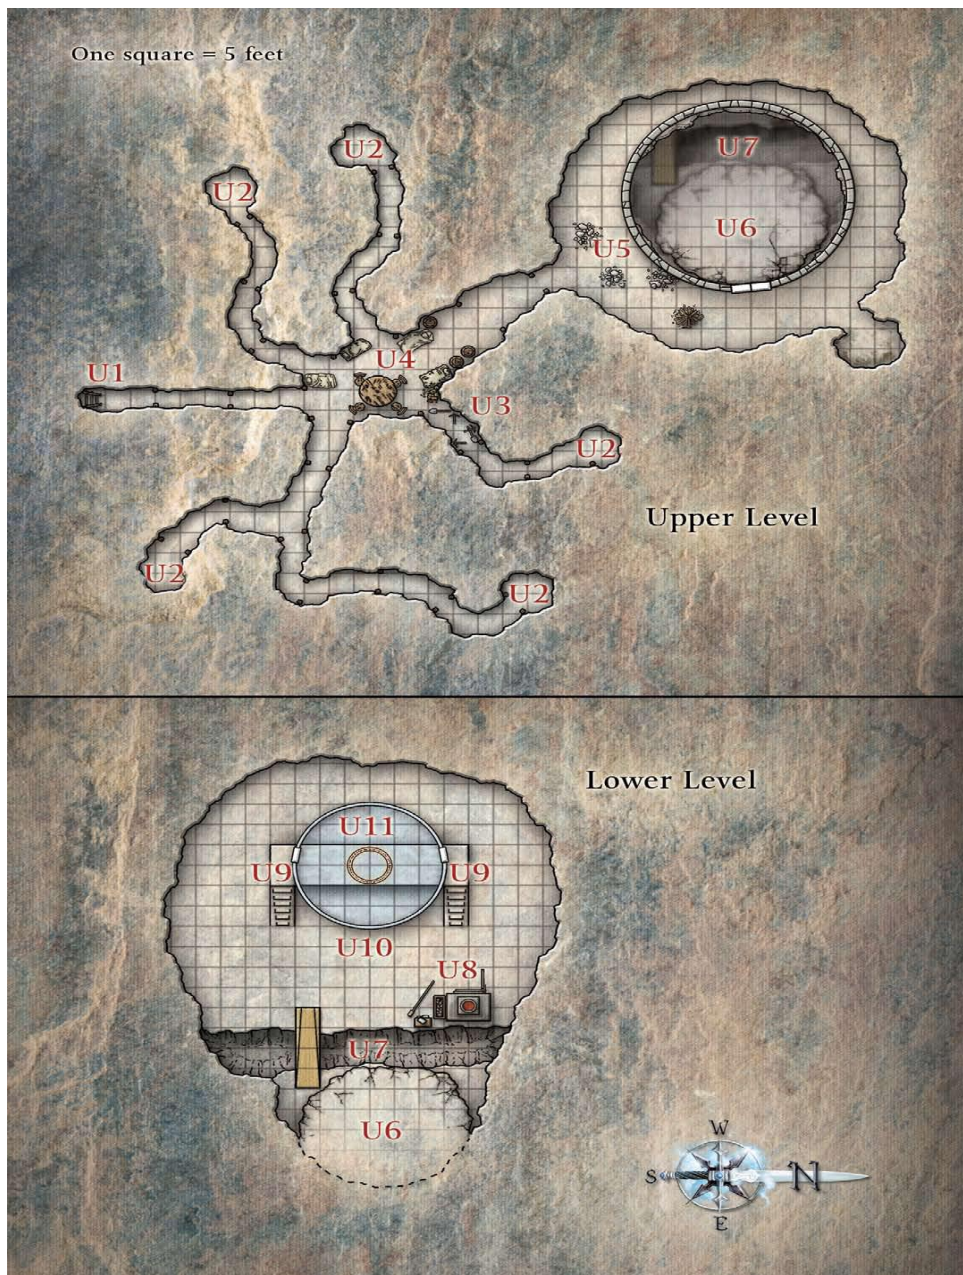 One square = 5 feet
U2
U7
U2
U6
U5
U4
U1
U3
U2
Upper Level
U2
U2
Lower Level
U11
U9
U9
U10
U8
U7
U6
W
S
N
E